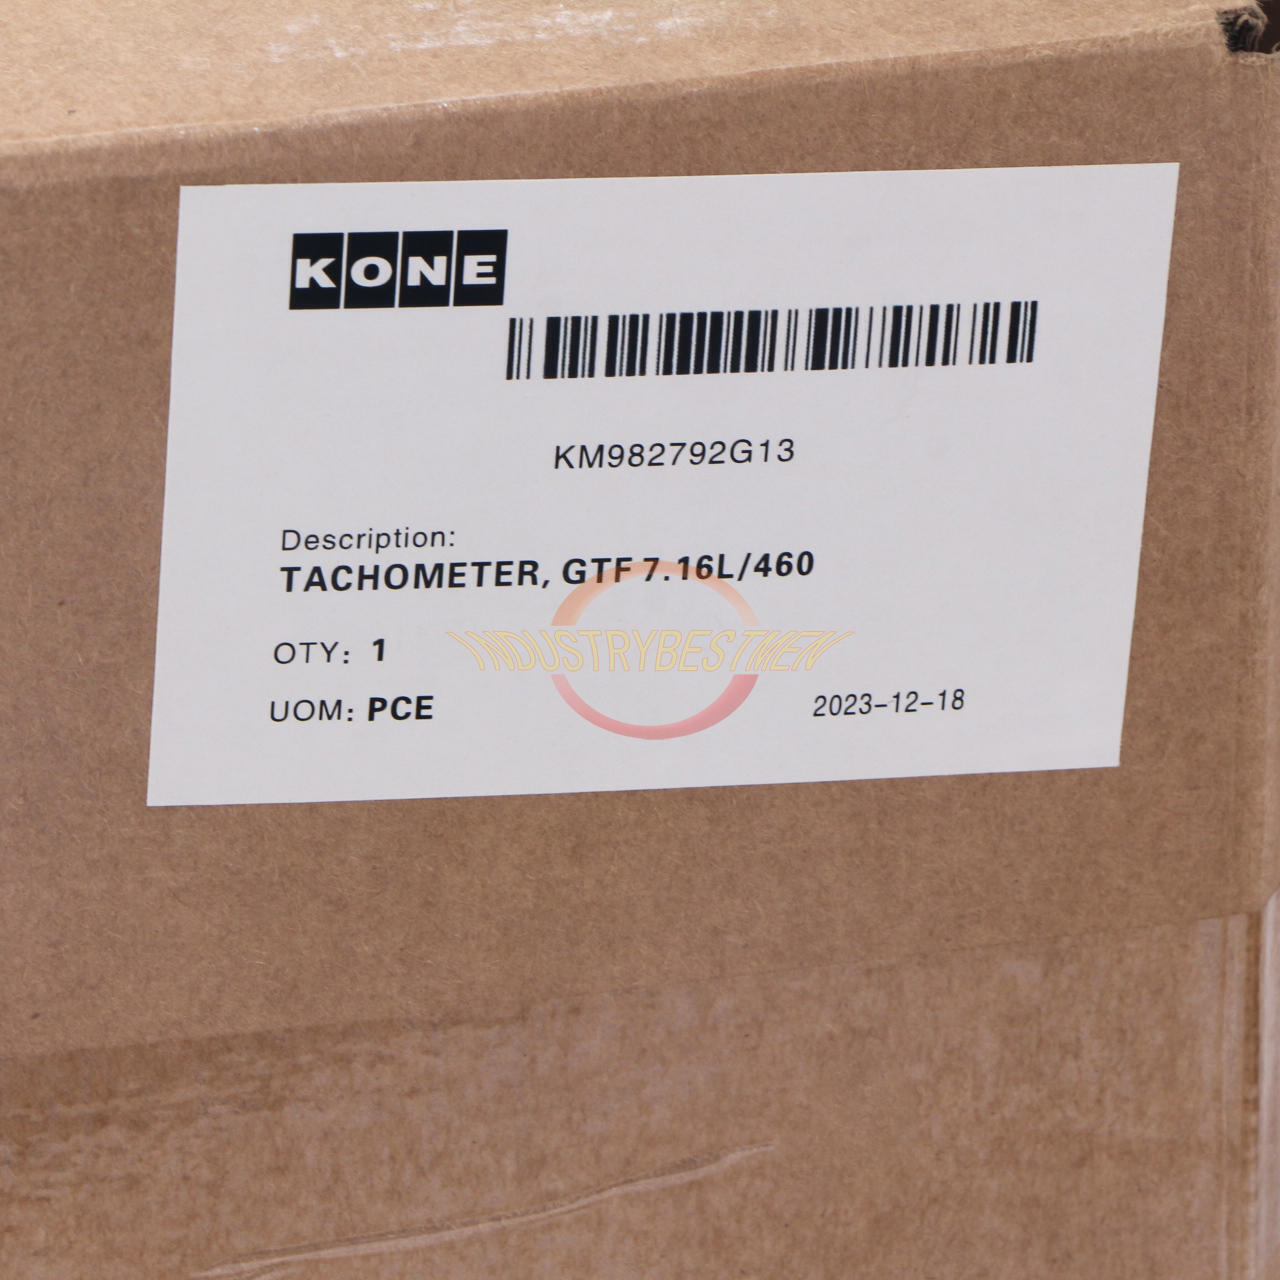 KONE
KM982792G13
Description:
TACHOMETER, GTF 7.16L/460
QTY: 1
UOM: PCE
2023-12-18
INDUSTRYBESTMEN